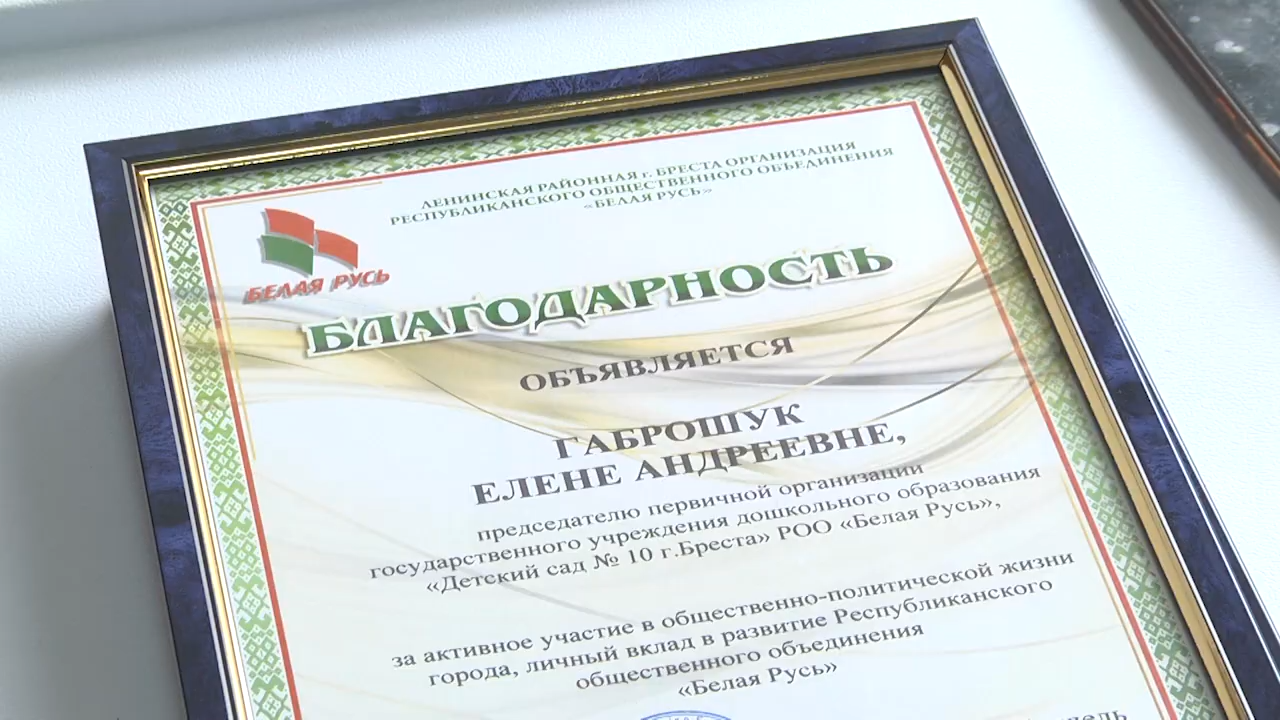 ЛЕНИНСКАЯ РАЙОННАЯ г. БРЕСТА ОРГАНИЗАЦИЯ
РЕСПУБЛИКАНСКОГО ОБЩЕСТВЕННОГО ОБЪЕДИНЕНИЯ
«БЕЛАЯ РУСЬ»
БЕЛАЯ РУСЬ
БЛАГОДАРНОСТЬ
ОБЪЯВЛЯЕТСЯ
ГАБРОШУК
ЕЛЕНЕ АНДРЕЕВНЕ,
председателю первичной организации
государственного учреждения дошкольного образования
«Детский сад № 10 г.Бреста» РОО «Белая Русь»,
за активное участие в общественно-политической жизни
города, личный вклад в развитие Республиканского
общественного объединения
«Белая Русь»